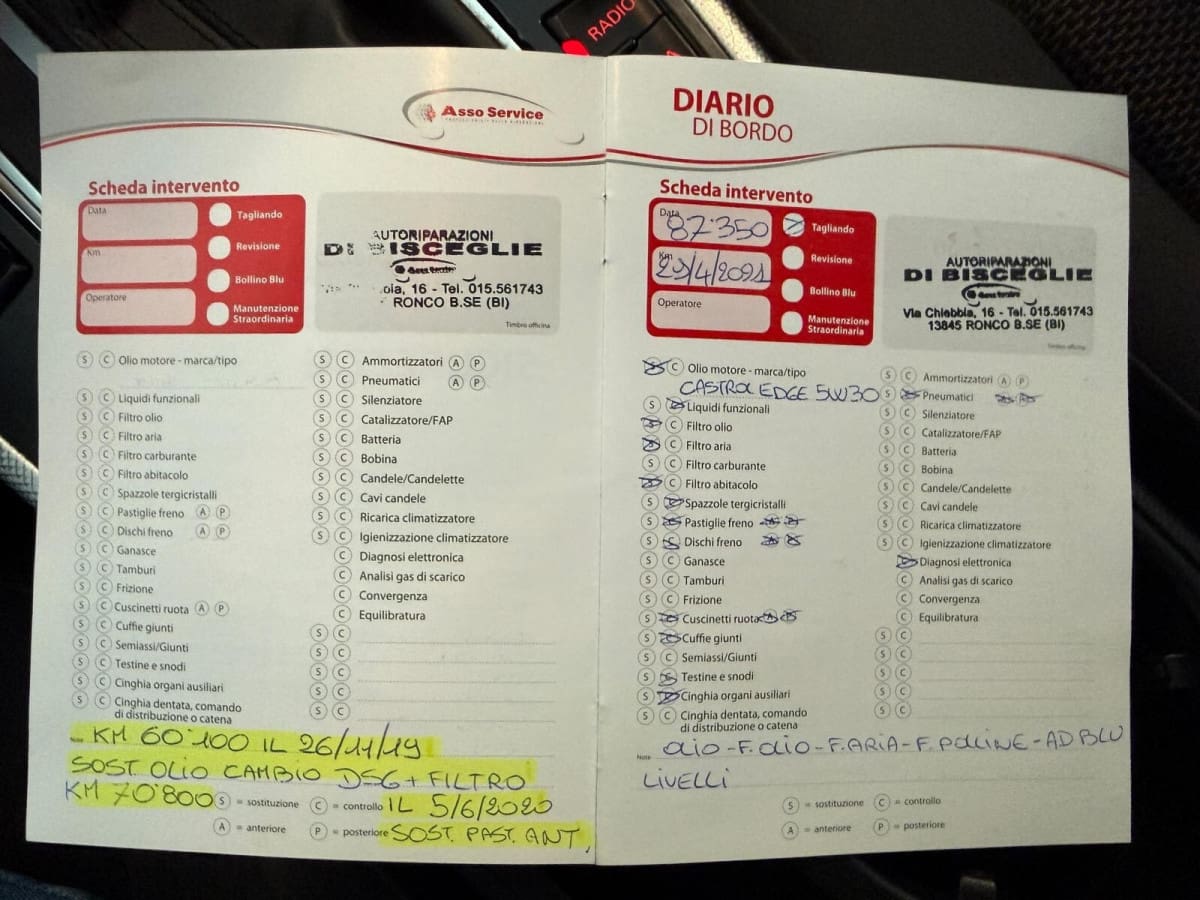 RADIO
Asso Service
Scheda intervento
Data
Km
Operatore
Tagliando
Revisione
Bollino Blu
Manutenzione
Straordinaria
AUTORIPARAZIONI
DI BISCEGLIE
, 16 - Tel. 015.561743
RONCO B.SE (BI)
Timbro officina
S C Olio motore - marca/tipo
S C Liquidi funzionali
S C Filtro olio
S C Filtro aria
S C Filtro carburante
S C Filtro abitacolo
S C Spazzole tergicristalli
S C Pastiglie freno A P
S C Dischi freno A P
S C Ganasce
S C Tamburi
S C Frizione
S C Cuscinetti ruota A P
S C Cuffie giunti
S C Semiassi/Giunti
S C Testine e snodi
S C Cinghia organi ausiliari
S C Cinghia dentata, comando
di distribuzione o catena
S C Ammortizzatori A P
S C Pneumatici A P
S C Silenziatore
S C Catalizzatore/FAP
S C Batteria
S C Bobina
S C Candele/Candelette
S C Cavi candele
S C Ricarica climatizzatore
S C Igienizzazione climatizzatore
C Diagnosi elettronica
C Analisi gas di scarico
C Convergenza
C Equilibratura
S C
S C
S C
S C
S C
Note KM 60'100 IL 26/11/19
SOST. OLIO CAMBIO DSG + FILTRO
KM 70'800 S = sostituzione C = controllo IL 5/6/2020
A = anteriore P = posteriore SOST. PAST. ANT,
DIARIO
DI BORDO
Scheda intervento
Data 87'350
Km 29/4/2021
Operatore
Tagliando
Revisione
Bollino Blu
Manutenzione
Straordinaria
AUTORIPARAZIONI
DI BISCEGLIE
Via Chiebbia, 16 - Tel. 015.561743
13845 RONCO B.SE (BI)
Timbro officina
S C Olio motore - marca/tipo
CASTROL EDGE 5W30
S C Liquidi funzionali
S C Filtro olio
S C Filtro aria
S C Filtro carburante
S C Filtro abitacolo
S C Spazzole tergicristalli
S C Pastiglie freno A P
S C Dischi freno A P
S C Ganasce
S C Tamburi
S C Frizione
S C Cuscinetti ruota A P
S C Cuffie giunti
S C Semiassi/Giunti
S C Testine e snodi
S C Cinghia organi ausiliari
S C Cinghia dentata, comando
di distribuzione o catena
S C Ammortizzatori A P
S C Pneumatici A P
S C Silenziatore
S C Catalizzatore/FAP
S C Batteria
S C Bobina
S C Candele/Candelette
S C Cavi candele
S C Ricarica climatizzatore
S C Igienizzazione climatizzatore
C Diagnosi elettronica
C Analisi gas di scarico
C Convergenza
C Equilibratura
S C
S C
S C
S C
S C
Note OLIO - F. OLIO - F. ARIA - F. POLLINE - AD BLU
LIVELLI
S = sostituzione C = controllo
A = anteriore P = posteriore